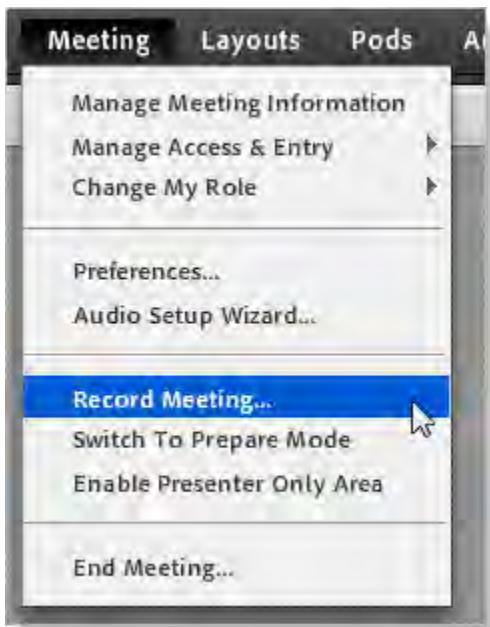 Meeting Layouts Pods
Manage Meeting Information
Manage Access & Entry
Change My Role
Preferences...
Audio Setup Wizard...
Record Meeting...
Switch To Prepare Mode
Enable Presenter Only Area
End Meeting...